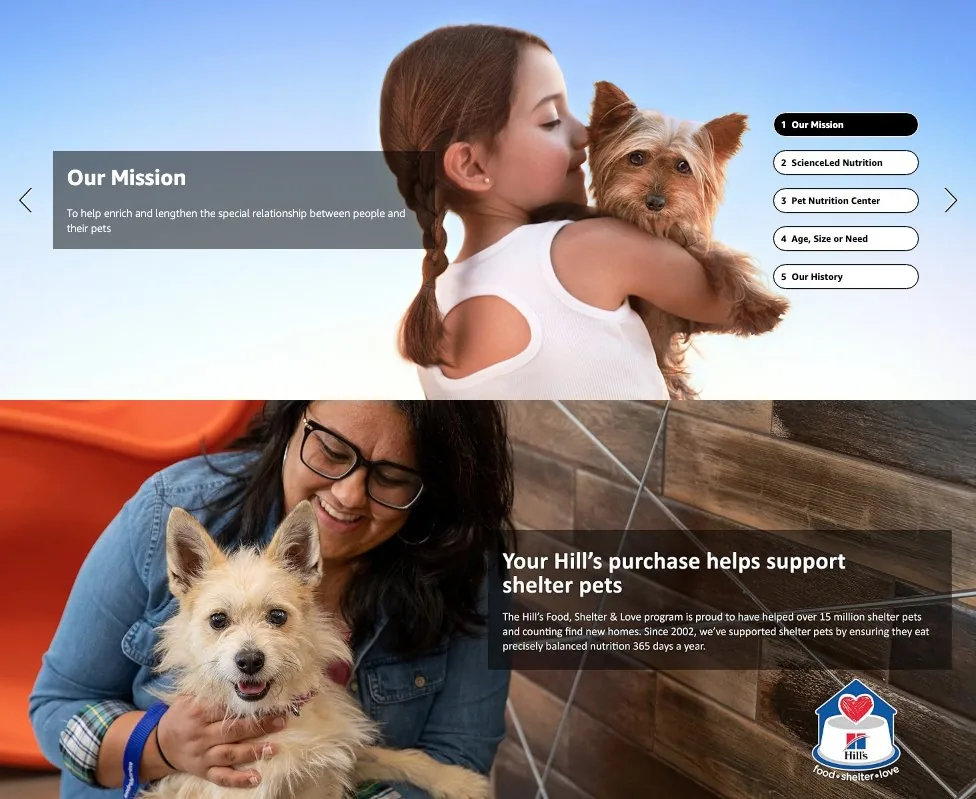 Our Mission
To help enrich and lengthen the special relationship between people and
their pets
1 Our Mission
2 ScienceLed Nutrition
3 Pet Nutrition Center
4 Age, Size or Need
5 Our History
Your Hill's purchase helps support
shelter pets
The Hill's Food, Shelter & Love program is proud to have helped over 15 million shelter pets
and counting find new homes. Since 2002, we've supported shelter pets by ensuring they eat
precisely balanced nutrition 365 days a year.
Hill's
food•shelter•love